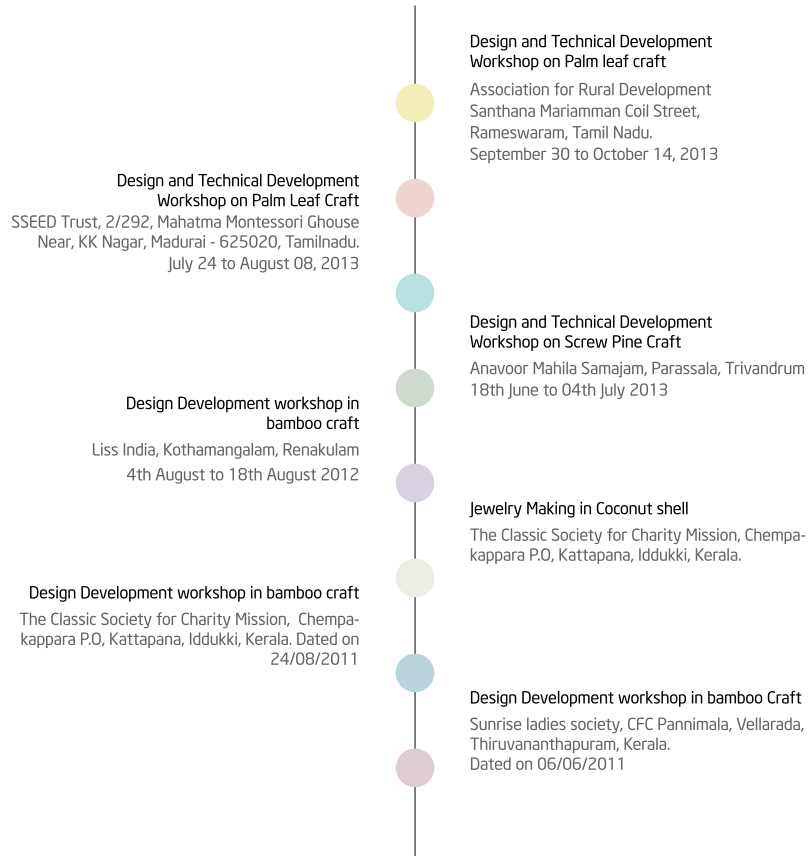 Design and Technical Development
Workshop on Palm leaf craft
Association for Rural Development
Santhana Mariamman Coil Street,
Rameswaram, Tamil Nadu.
September 30 to October 14, 2013
Design and Technical Development
Workshop on Palm Leaf Craft
SSEED Trust, 2/292, Mahatma Montessori Ghouse
Near, KK Nagar, Madurai - 625020, Tamilnadu.
July 24 to August 08, 2013
Design and Technical Development
Workshop on Screw Pine Craft
Anavoor Mahila Samajam, Parassala, Trivandrum
18th June to 04th July 2013
Design Development workshop in
bamboo craft
Liss India, Kothamangalam, Renakulam
4th August to 18th August 2012
Jewelry Making in Coconut shell
The Classic Society for Charity Mission, Chempa-
kappara P.O, Kattapana, Iddukki, Kerala.
Design Development workshop in bamboo craft
The Classic Society for Charity Mission, Chempa-
kappara P.O, Kattapana, Iddukki, Kerala. Dated on
24/08/2011
Design Development workshop in bamboo Craft
Sunrise ladies society, CFC Pannimala, Vellarada,
Thiruvananthapuram, Kerala.
Dated on 06/06/2011